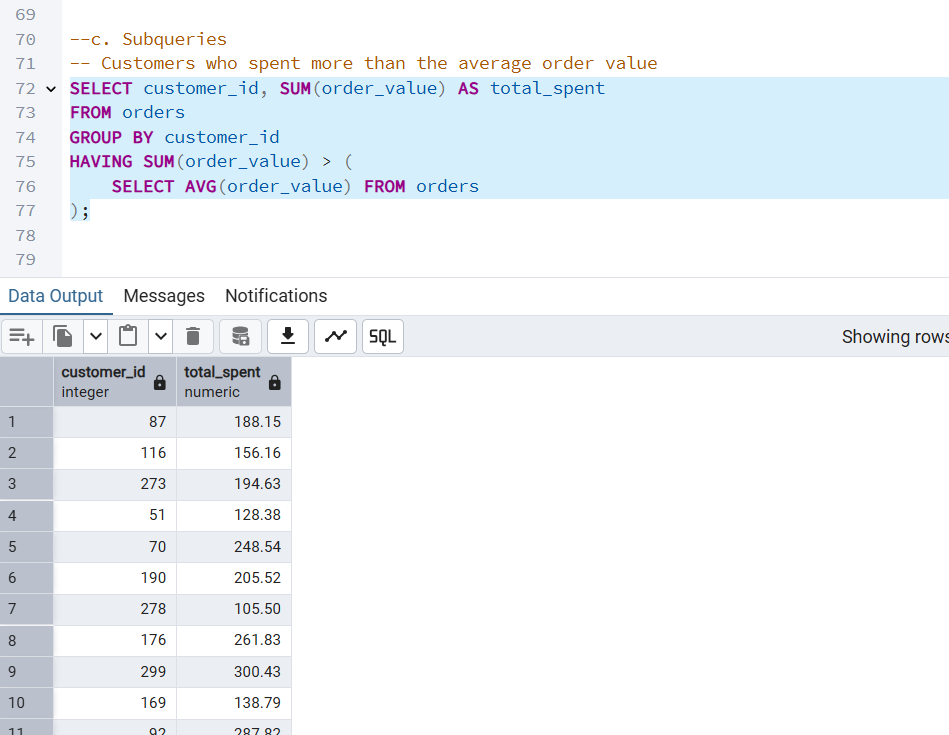 69
70 --c. Subqueries
71 -- Customers who spent more than the average order value
72 SELECT customer_id, SUM(order_value) AS total_spent
73 FROM orders
74 GROUP BY customer_id
75 HAVING SUM(order_value) > (
76 SELECT AVG(order_value) FROM orders
77 );
78
79
Data Output Messages Notifications
SQL Showing rows
customer_id total_spent
integer numeric
1 87 188.15
2 116 156.16
3 273 194.63
4 51 128.38
5 70 248.54
6 190 205.52
7 278 105.50
8 176 261.83
9 299 300.43
10 169 138.79
11 92 287.82